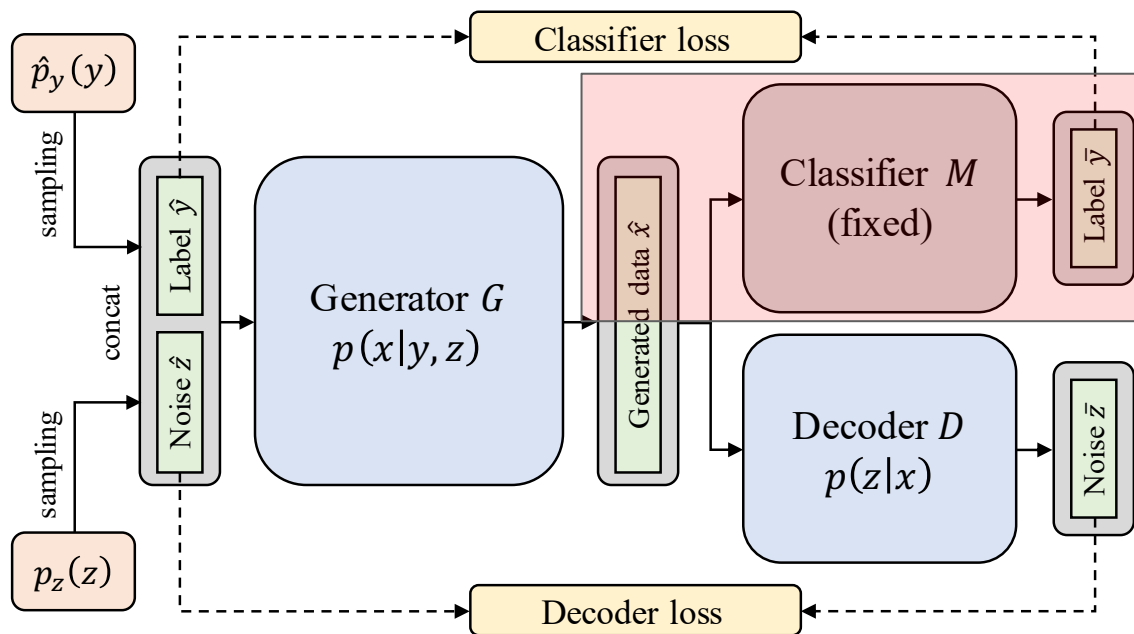 Classifier loss
p̂_y(y)
sampling
concat
sampling
p_z(z)
Label ŷ
Noise ẑ
Generator G
p(x|y, z)
Generated data x̂
Classifier M
(fixed)
Label ȳ
Decoder D
p(z|x)
Noise z̄
Decoder loss